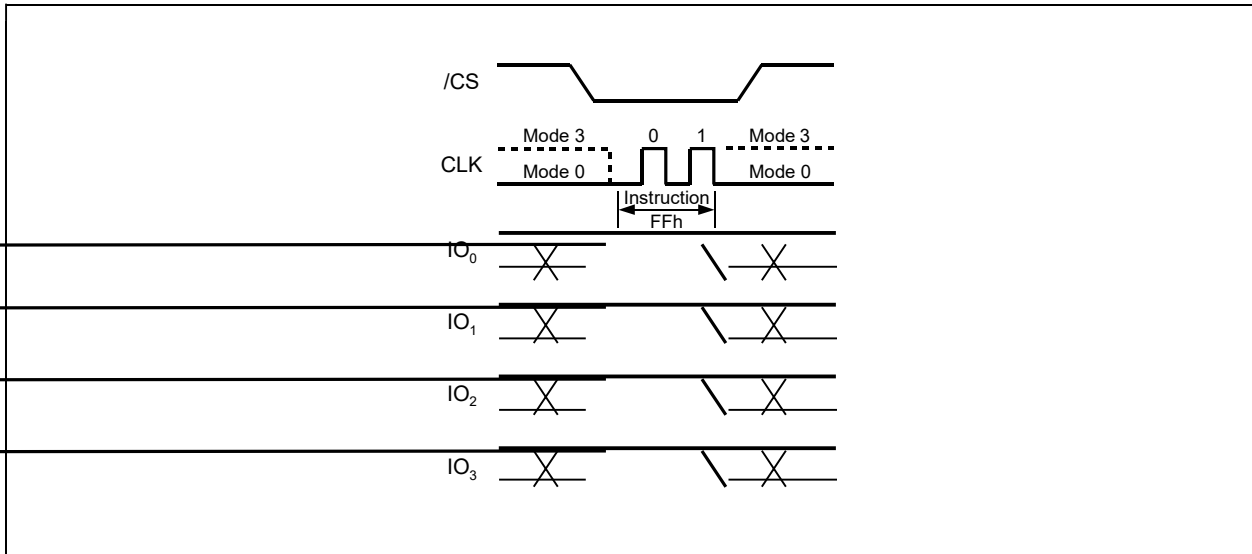 /CS
Mode 3 0 1 Mode 3
CLK
Mode 0 Mode 0
Instruction
FFh
IO0
IO1
IO2
IO3